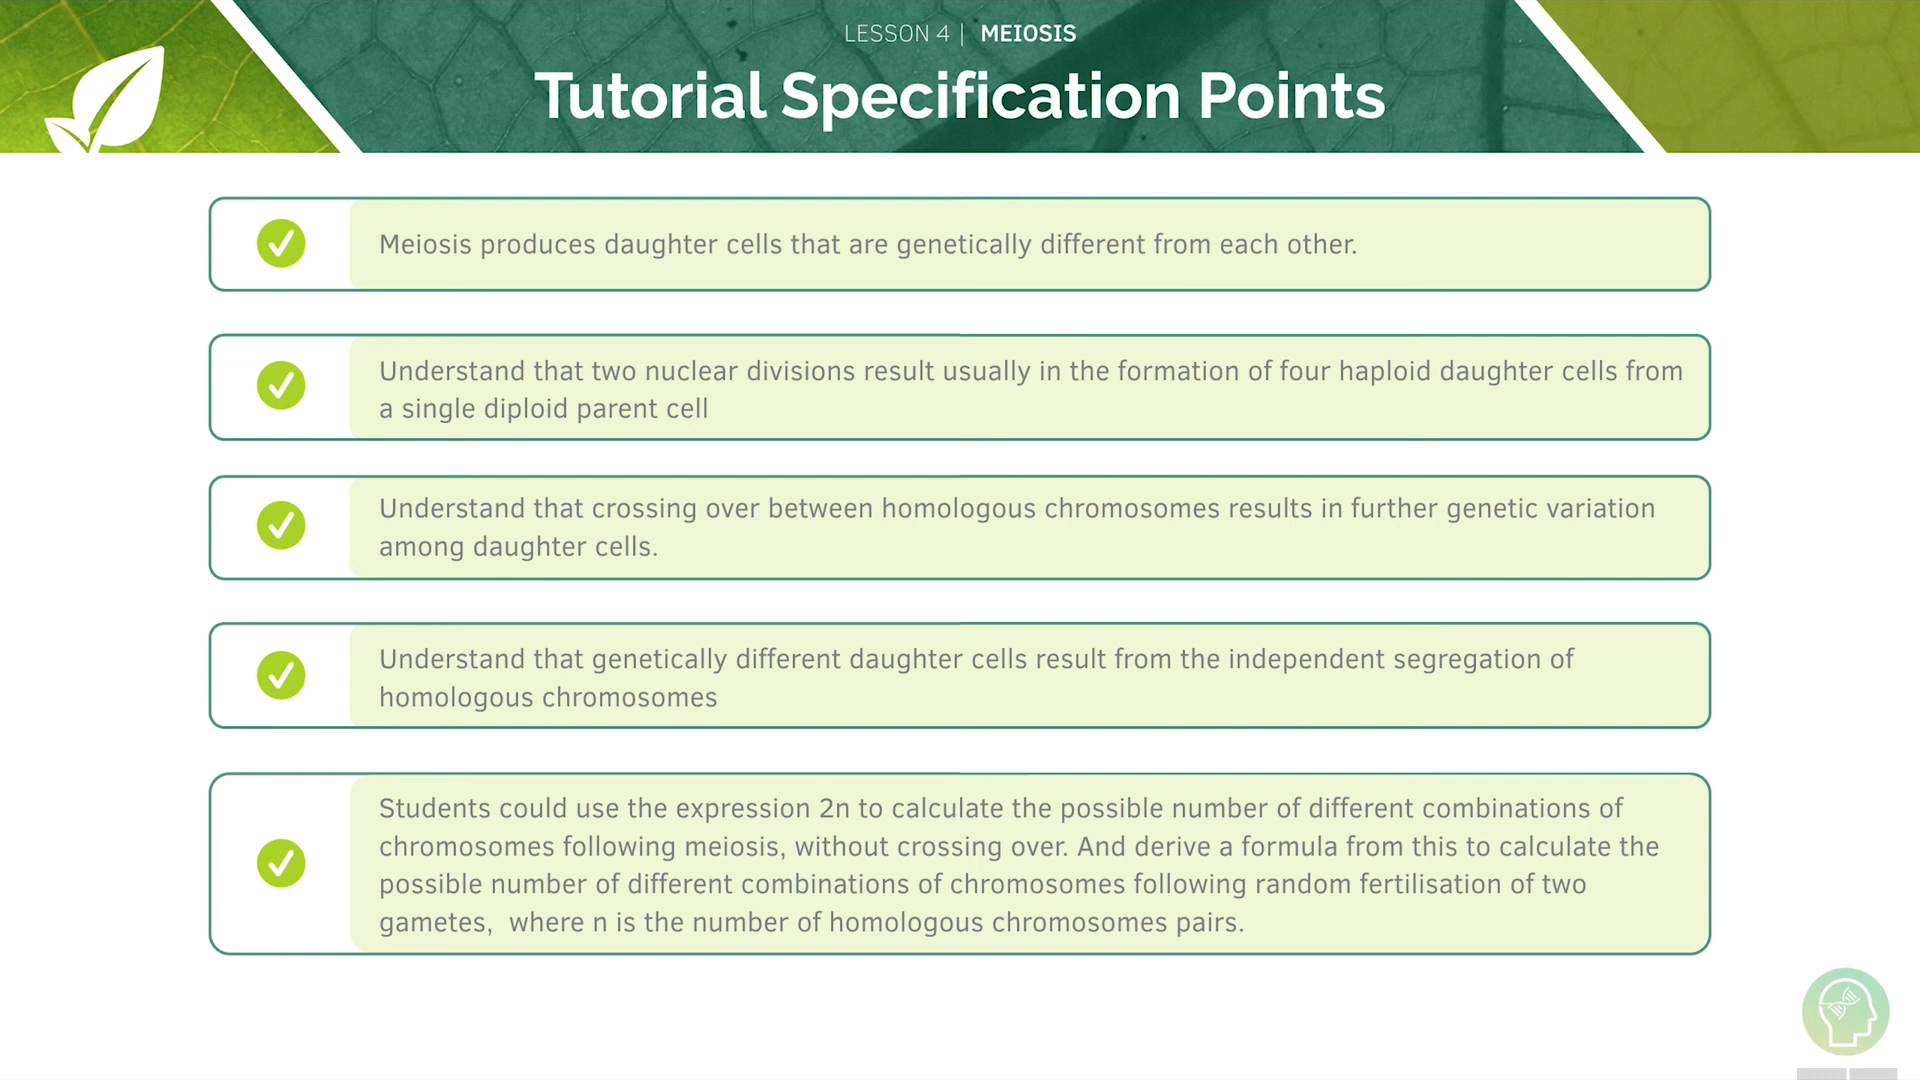 LESSON 4 | MEIOSIS
Tutorial Specification Points
Meiosis produces daughter cells that are genetically different from each other.
Understand that two nuclear divisions result usually in the formation of four haploid daughter cells from
a single diploid parent cell
Understand that crossing over between homologous chromosomes results in further genetic variation
among daughter cells.
Understand that genetically different daughter cells result from the independent segregation of
homologous chromosomes
Students could use the expression 2n to calculate the possible number of different combinations of
chromosomes following meiosis, without crossing over. And derive a formula from this to calculate the
possible number of different combinations of chromosomes following random fertilisation of two
gametes,  where n is the number of homologous chromosomes pairs.